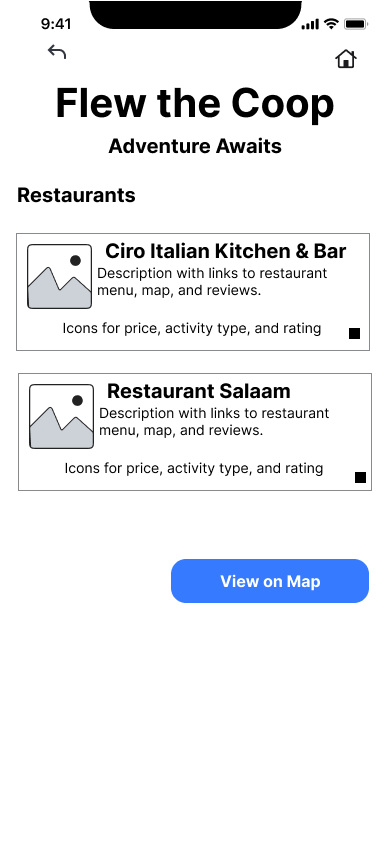 9:41
Flew the Coop
Adventure Awaits
Restaurants
Ciro Italian Kitchen & Bar
Description with links to restaurant
menu, map, and reviews.
Icons for price, activity type, and rating
Restaurant Salaam
Description with links to restaurant
menu, map, and reviews.
Icons for price, activity type, and rating
View on Map